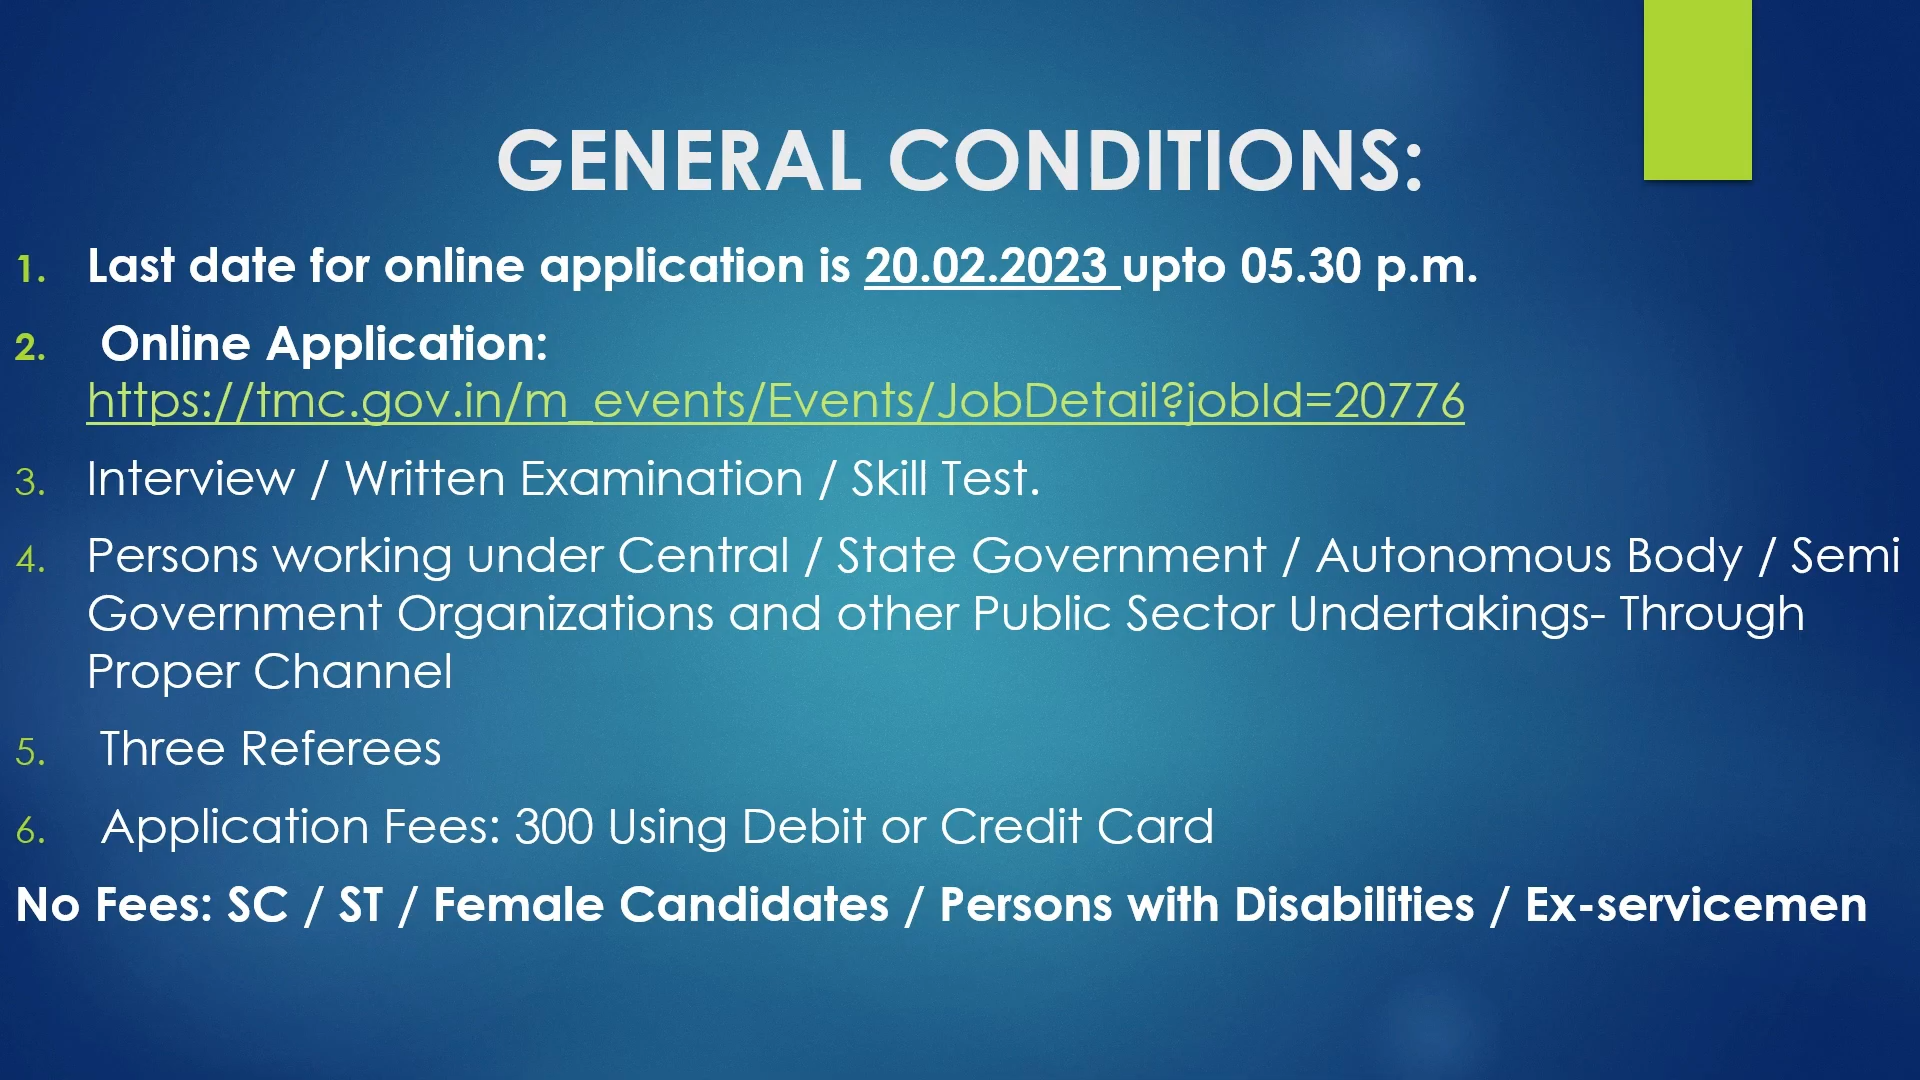 GENERAL CONDITIONS:
1. Last date for online application is 20.02.2023 upto 05.30 p.m.
2. Online Application:
https://tmc.gov.in/m_events/Events/JobDetail?jobId=20776
3. Interview / Written Examination / Skill Test.
4. Persons working under Central / State Government / Autonomous Body / Semi
Government Organizations and other Public Sector Undertakings- Through
Proper Channel
5. Three Referees
6. Application Fees: 300 Using Debit or Credit Card
No Fees: SC / ST / Female Candidates / Persons with Disabilities / Ex-servicemen